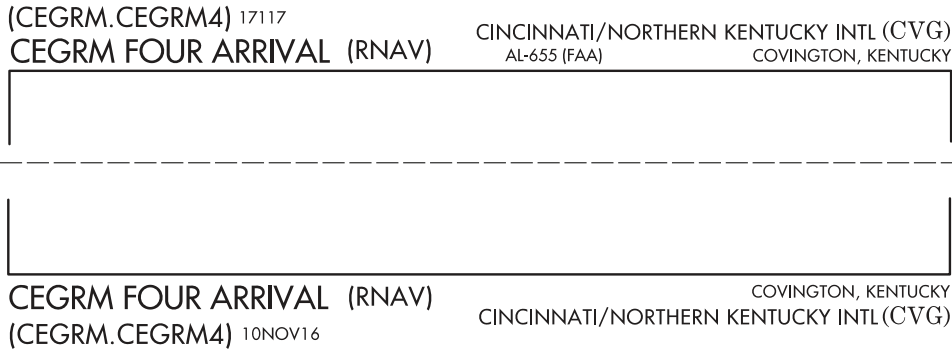 (CEGRM.CEGRM4) 17117
CEGRM FOUR ARRIVAL (RNAV)
CINCINNATI/NORTHERN KENTUCKY INTL (CVG)
AL-655 (FAA)
COVINGTON, KENTUCKY
CEGRM FOUR ARRIVAL (RNAV)
(CEGRM.CEGRM4) 10NOV16
COVINGTON, KENTUCKY
CINCINNATI/NORTHERN KENTUCKY INTL (CVG)